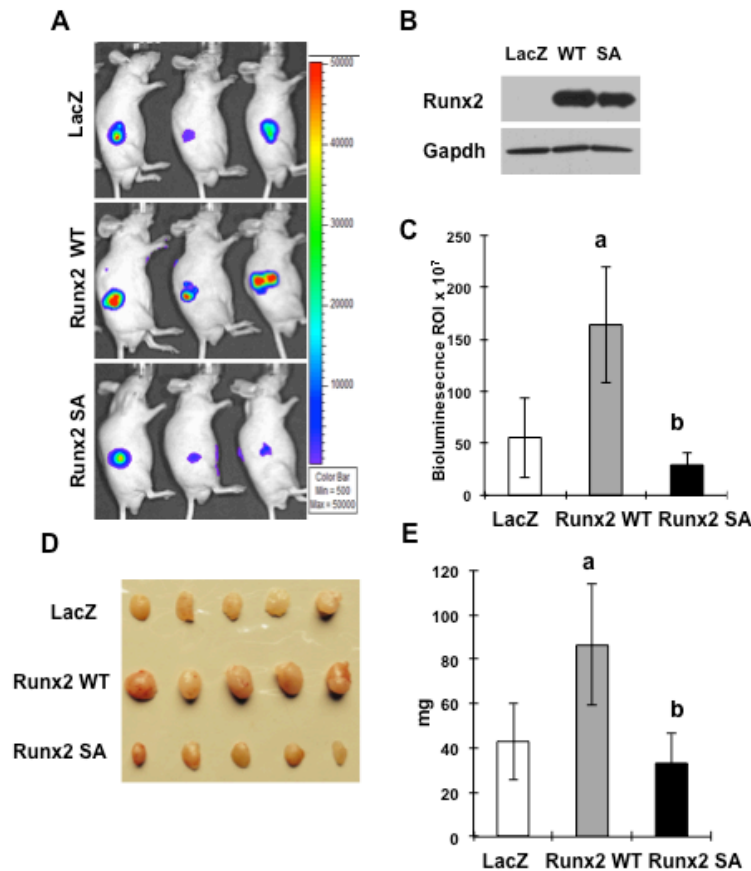 A
LacZ
Runx2 WT
Runx2 SA
50000
40000
30000
20000
10000
Color Bar
Min = 500
Max = 50000
B
LacZ WT SA
Runx2
Gapdh
C
Bioluminesecnce ROI x 10⁷
250
200
150
100
50
0
a
b
LacZ Runx2 WT Runx2 SA
D
LacZ
Runx2 WT
Runx2 SA
E
mg
120
100
80
60
40
20
0
a
b
LacZ Runx2 WT Runx2 SA